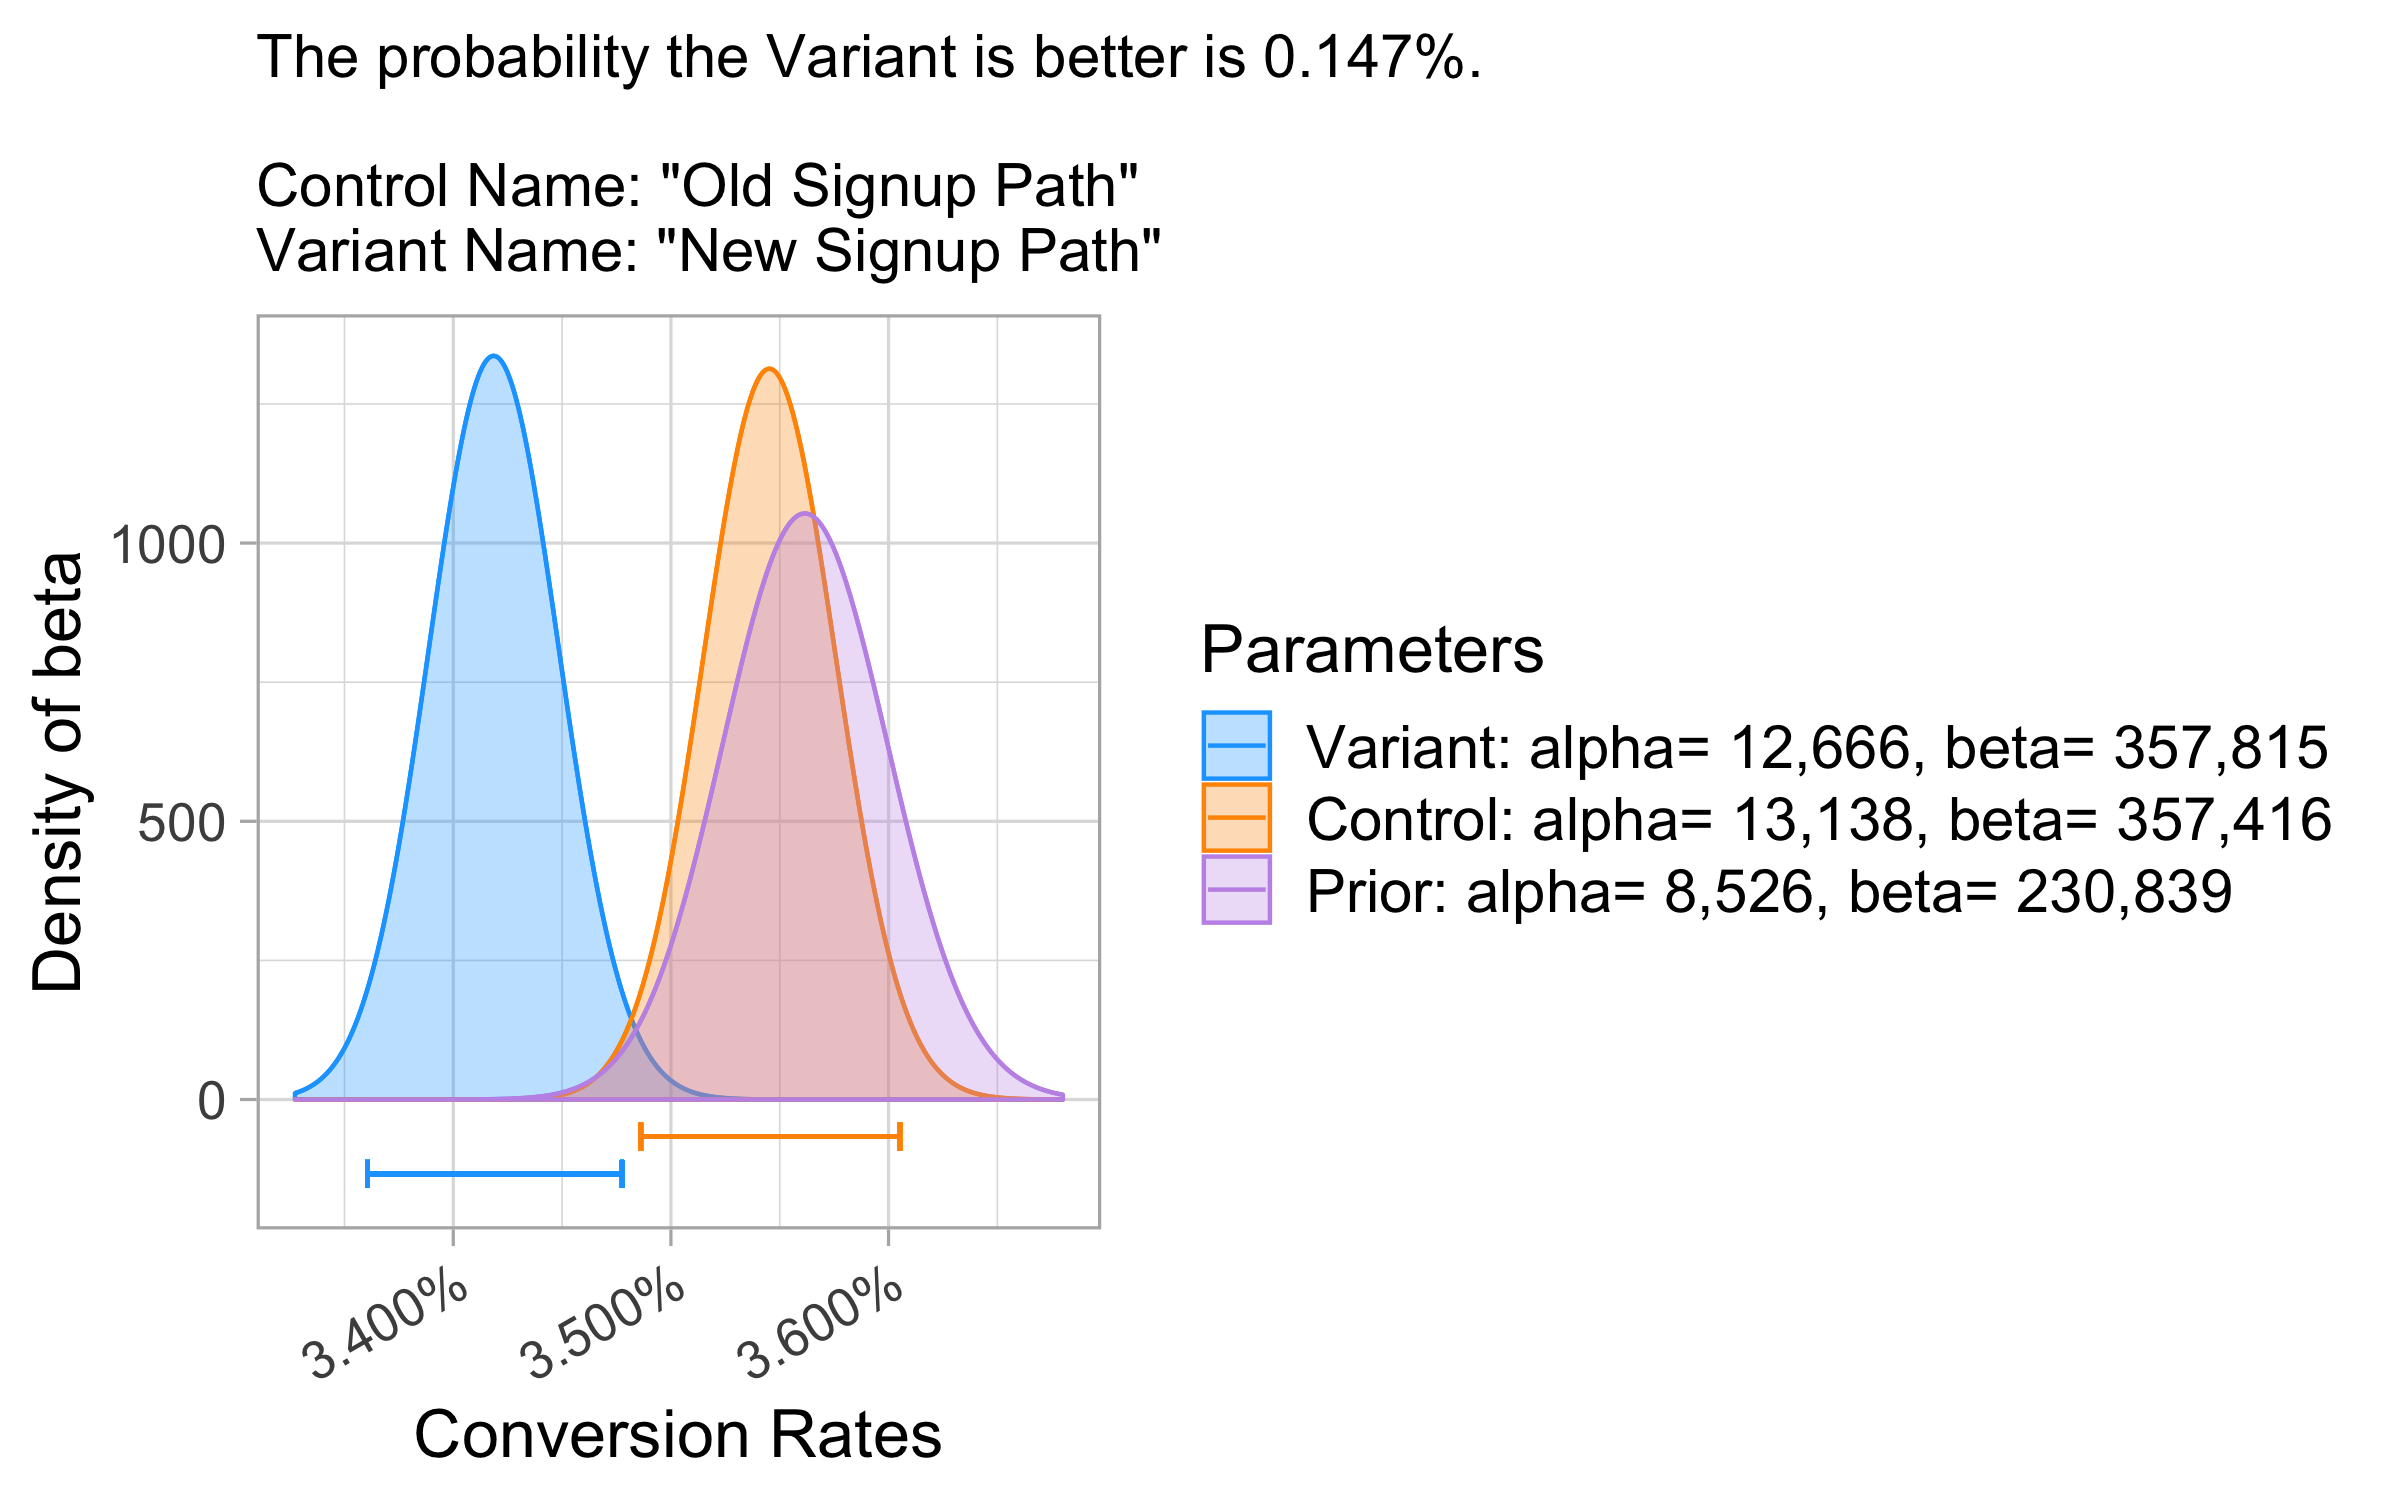 The probability the Variant is better is 0.147%.
Control Name: "Old Signup Path"
Variant Name: "New Signup Path"
Density of beta
1000
500
0
3.400%
3.500%
3.600%
Conversion Rates
Parameters
Variant: alpha= 12,666, beta= 357,815
Control: alpha= 13,138, beta= 357,416
Prior: alpha= 8,526, beta= 230,839